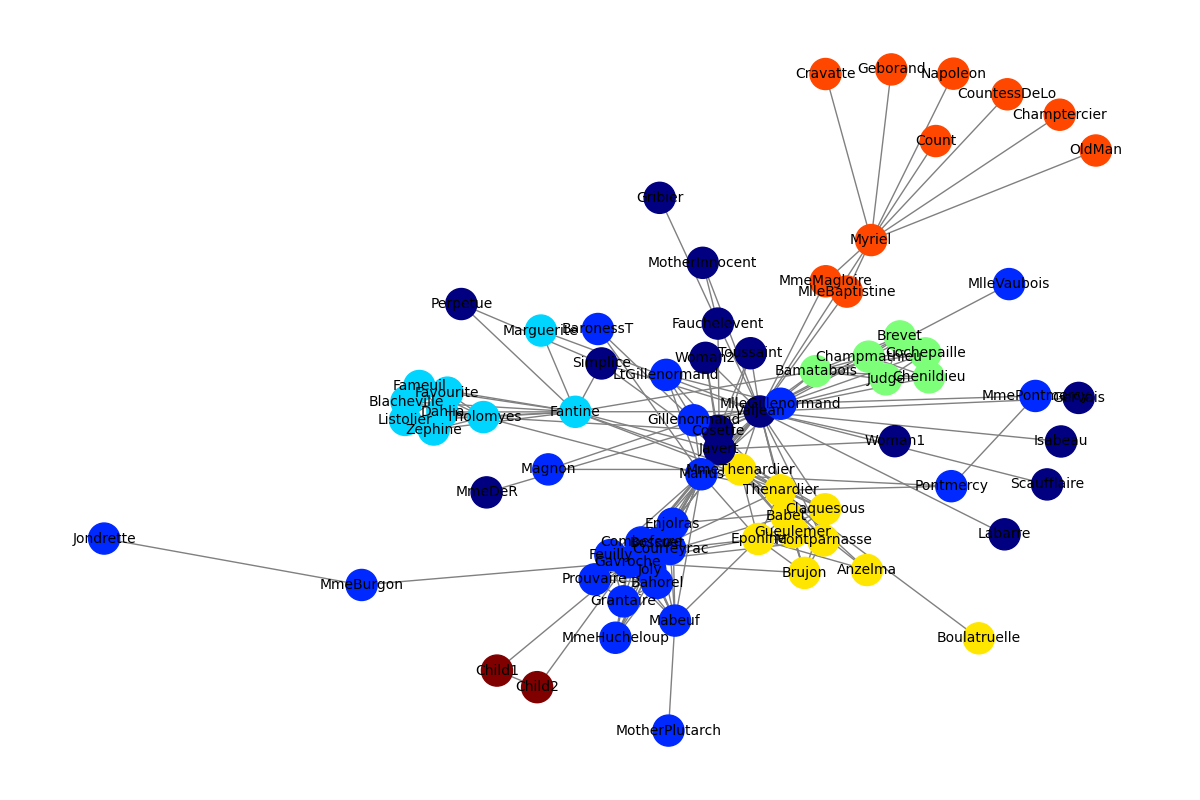 Cravatte
Geborand
Napoleon
CountessDeLo
Champtercier
Count
OldMan
Gribier
Myriel
MotherInnocent
MmeMagloire
MlleBaptistine
MlleVaubois
Perpetue
Marguerite
BaronessT
Fauchelevent
Brevet
Toussaint
Woman2
Champmathieu
Cochepaille
Simplice
LtGillenormand
Bamatabois
Judge
Chenildieu
Fameuil
Favourite
Blacheville
Dahlia
Listolier
Zephine
Tholomyes
Fantine
MlleGillenormand
Valjean
MmePontmercy
Gervais
Gillenormand
Cosette
Javert
Woman1
Isabeau
Magnon
Marius
MmeThenardier
MmeDeR
Thenardier
Pontmercy
Scaufflaire
Claquesous
Babet
Enjolras
Gueulemer
Labarre
Jondrette
Eponine
Montparnasse
Combeferre
Bossuet
Courfeyrac
Feuilly
Gavroche
Joly
Brujon
Anzelma
MmeBurgon
Prouvaire
Bahorel
Grantaire
Mabeuf
MmeHucheloup
Boulatruelle
Child1
Child2
MotherPlutarch